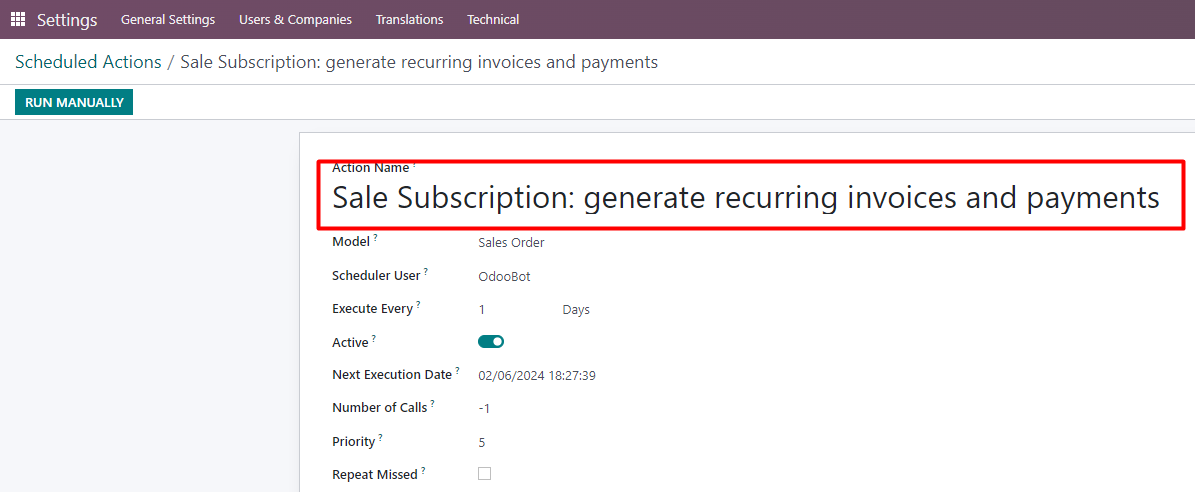 Settings General Settings Users & Companies Translations Technical
Scheduled Actions / Sale Subscription: generate recurring invoices and payments
RUN MANUALLY
Action Name ?
Sale Subscription: generate recurring invoices and payments
Model ? Sales Order
Scheduler User ? OdooBot
Execute Every ? 1 Days
Active ?
Next Execution Date ? 02/06/2024 18:27:39
Number of Calls ? -1
Priority ? 5
Repeat Missed ?